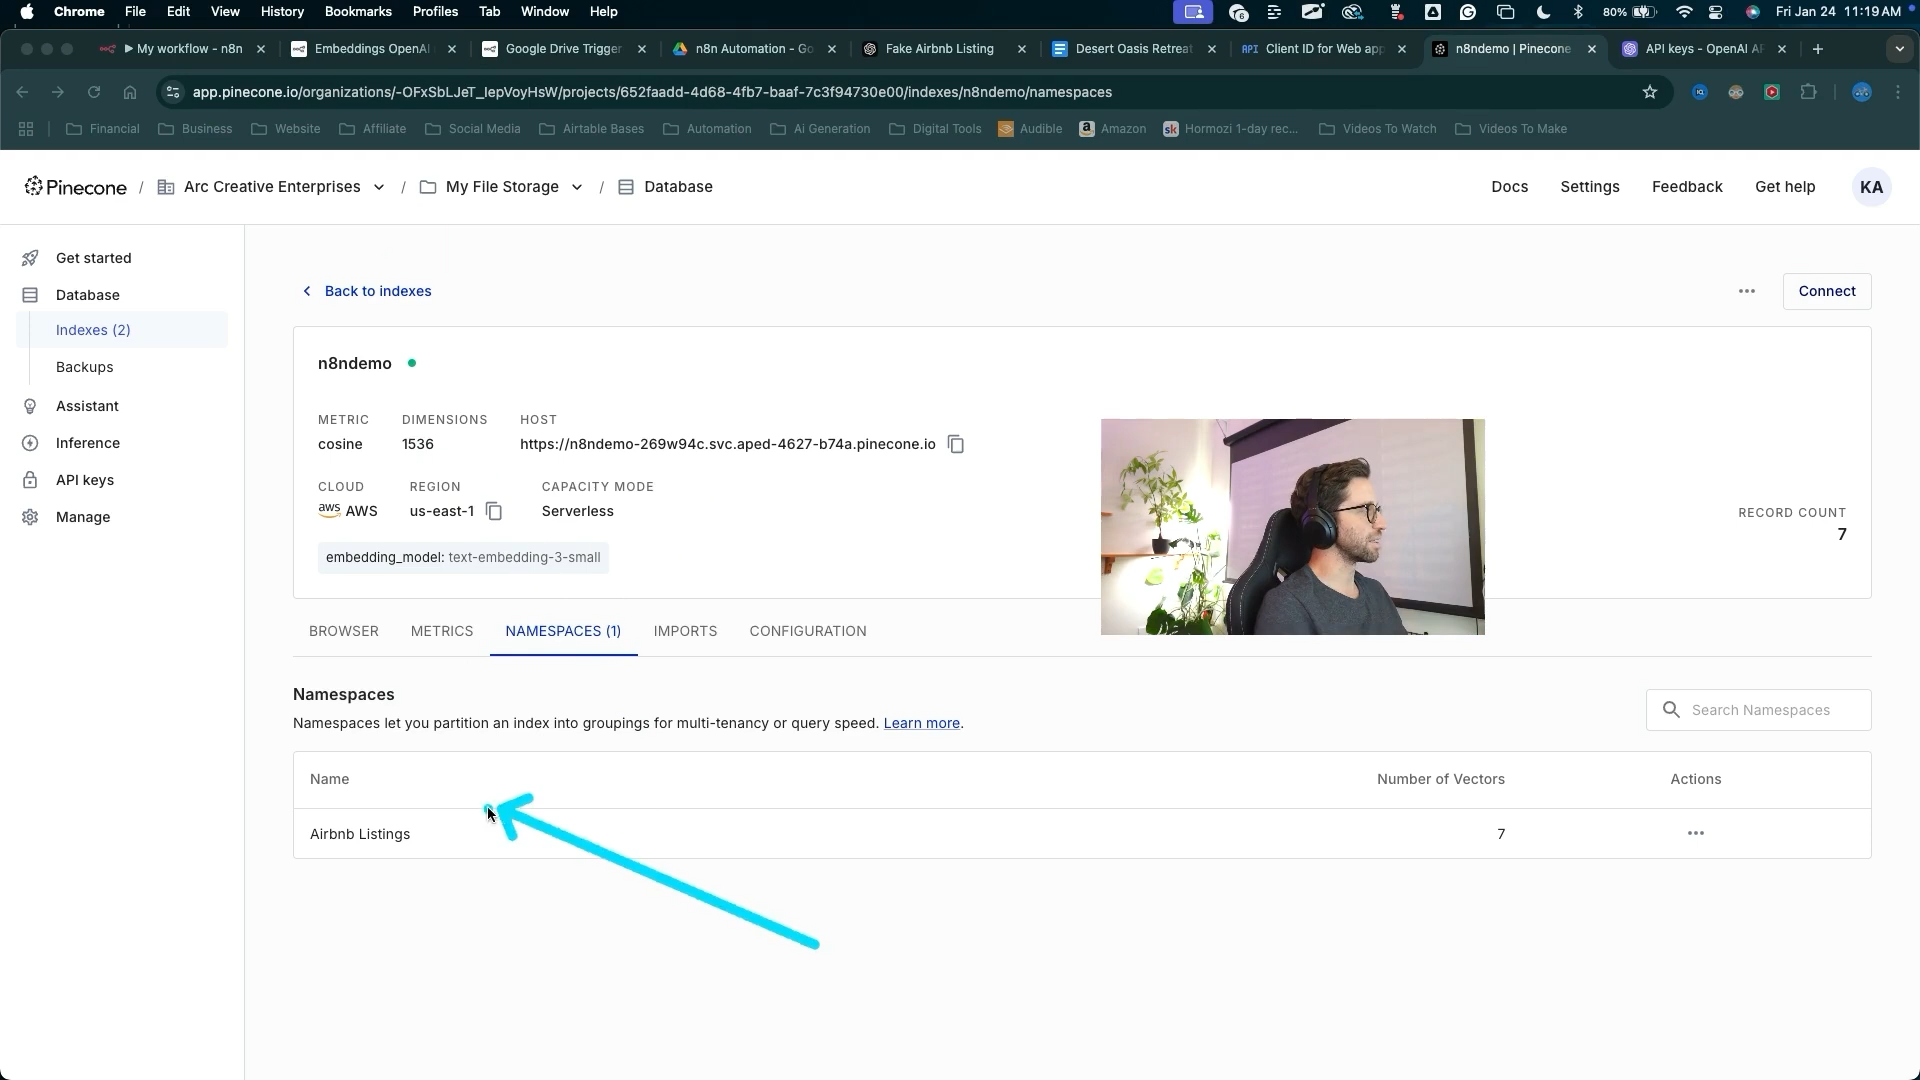 Chrome File Edit View History Bookmarks Profiles Tab Window Help 6 80% Fri Jan 24 11:19 AM
▶ My workflow - n8n Embeddings OpenAI Google Drive Trigger n8n Automation - Go Fake Airbnb Listing Desert Oasis Retreat API Client ID for Web app n8ndemo | Pinecone API keys - OpenAI AP
app.pinecone.io/organizations/-OFxSbLJeT_lepVoyHsW/projects/652faadd-4d68-4fb7-baaf-7c3f94730e00/indexes/n8ndemo/namespaces
Financial Business Website Affiliate Social Media Airtable Bases Automation Ai Generation Digital Tools Audible a Amazon sk Hormozi 1-day rec... Videos To Watch Videos To Make
Pinecone / Arc Creative Enterprises / My File Storage / Database Docs Settings Feedback Get help KA
Get started
Database
Indexes (2)
Backups
Assistant
Inference
API keys
Manage
Back to indexes
Connect
n8ndemo
METRIC DIMENSIONS HOST
cosine 1536 https://n8ndemo-269w94c.svc.aped-4627-b74a.pinecone.io
CLOUD REGION CAPACITY MODE
aws AWS us-east-1 Serverless
RECORD COUNT
7
embedding_model: text-embedding-3-small
BROWSER METRICS NAMESPACES (1) IMPORTS CONFIGURATION
Namespaces
Namespaces let you partition an index into groupings for multi-tenancy or query speed. Learn more.
Search Namespaces
Name Number of Vectors Actions
Airbnb Listings 7